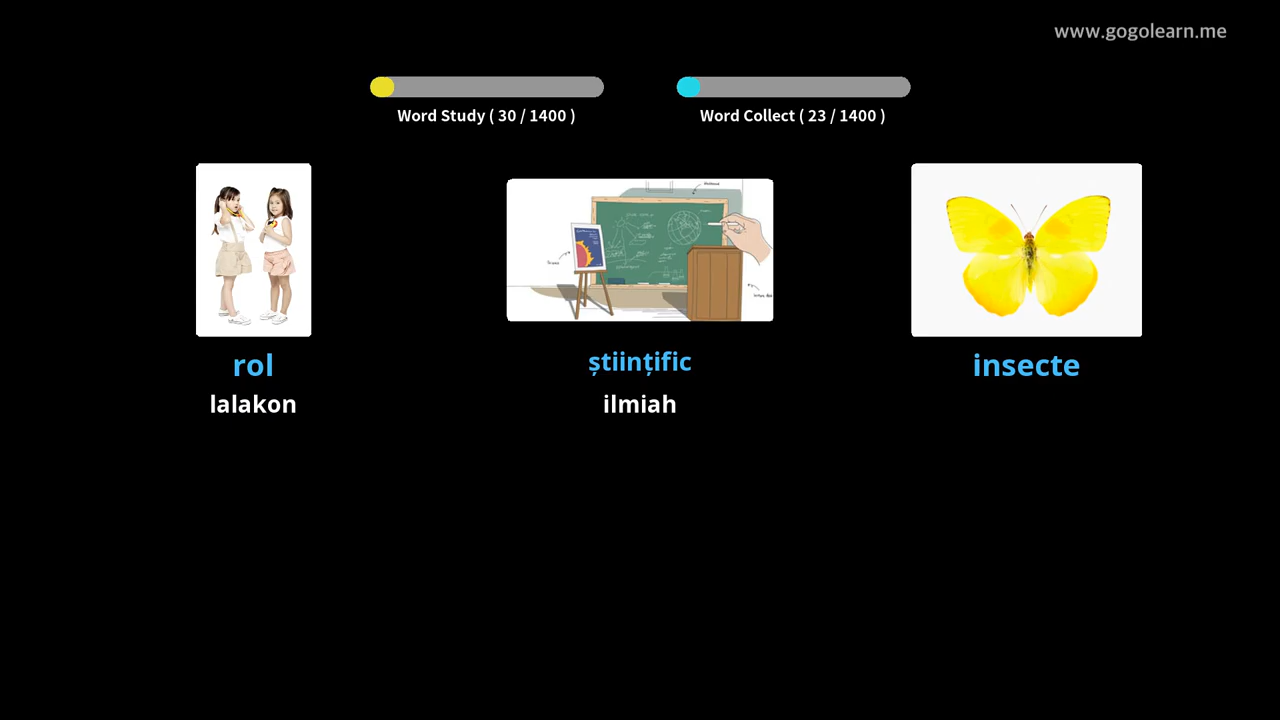 www.gogolearn.me
Word Study ( 30 / 1400 )
Word Collect ( 23 / 1400 )
rol
lalakon
științific
ilmiah
insecte